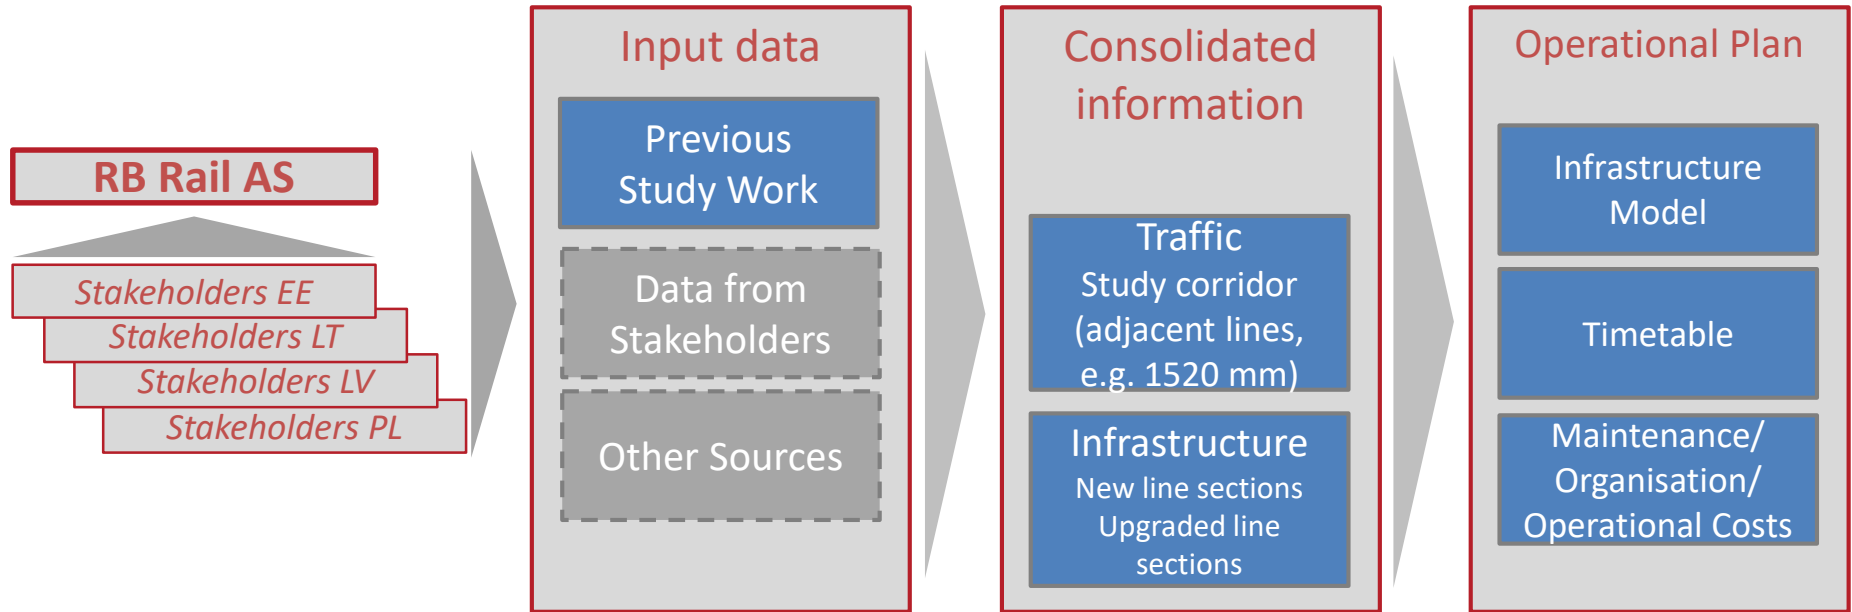 RB Rail AS
Stakeholders EE
Stakeholders LT
Stakeholders LV
Stakeholders PL
Input data
Previous
Study Work
Data from
Stakeholders
Other Sources
Consolidated
information
Traffic
Study corridor
(adjacent lines,
e.g. 1520 mm)
Infrastructure
New line sections
Upgraded line
sections
Operational Plan
Infrastructure
Model
Timetable
Maintenance/
Organisation/
Operational Costs